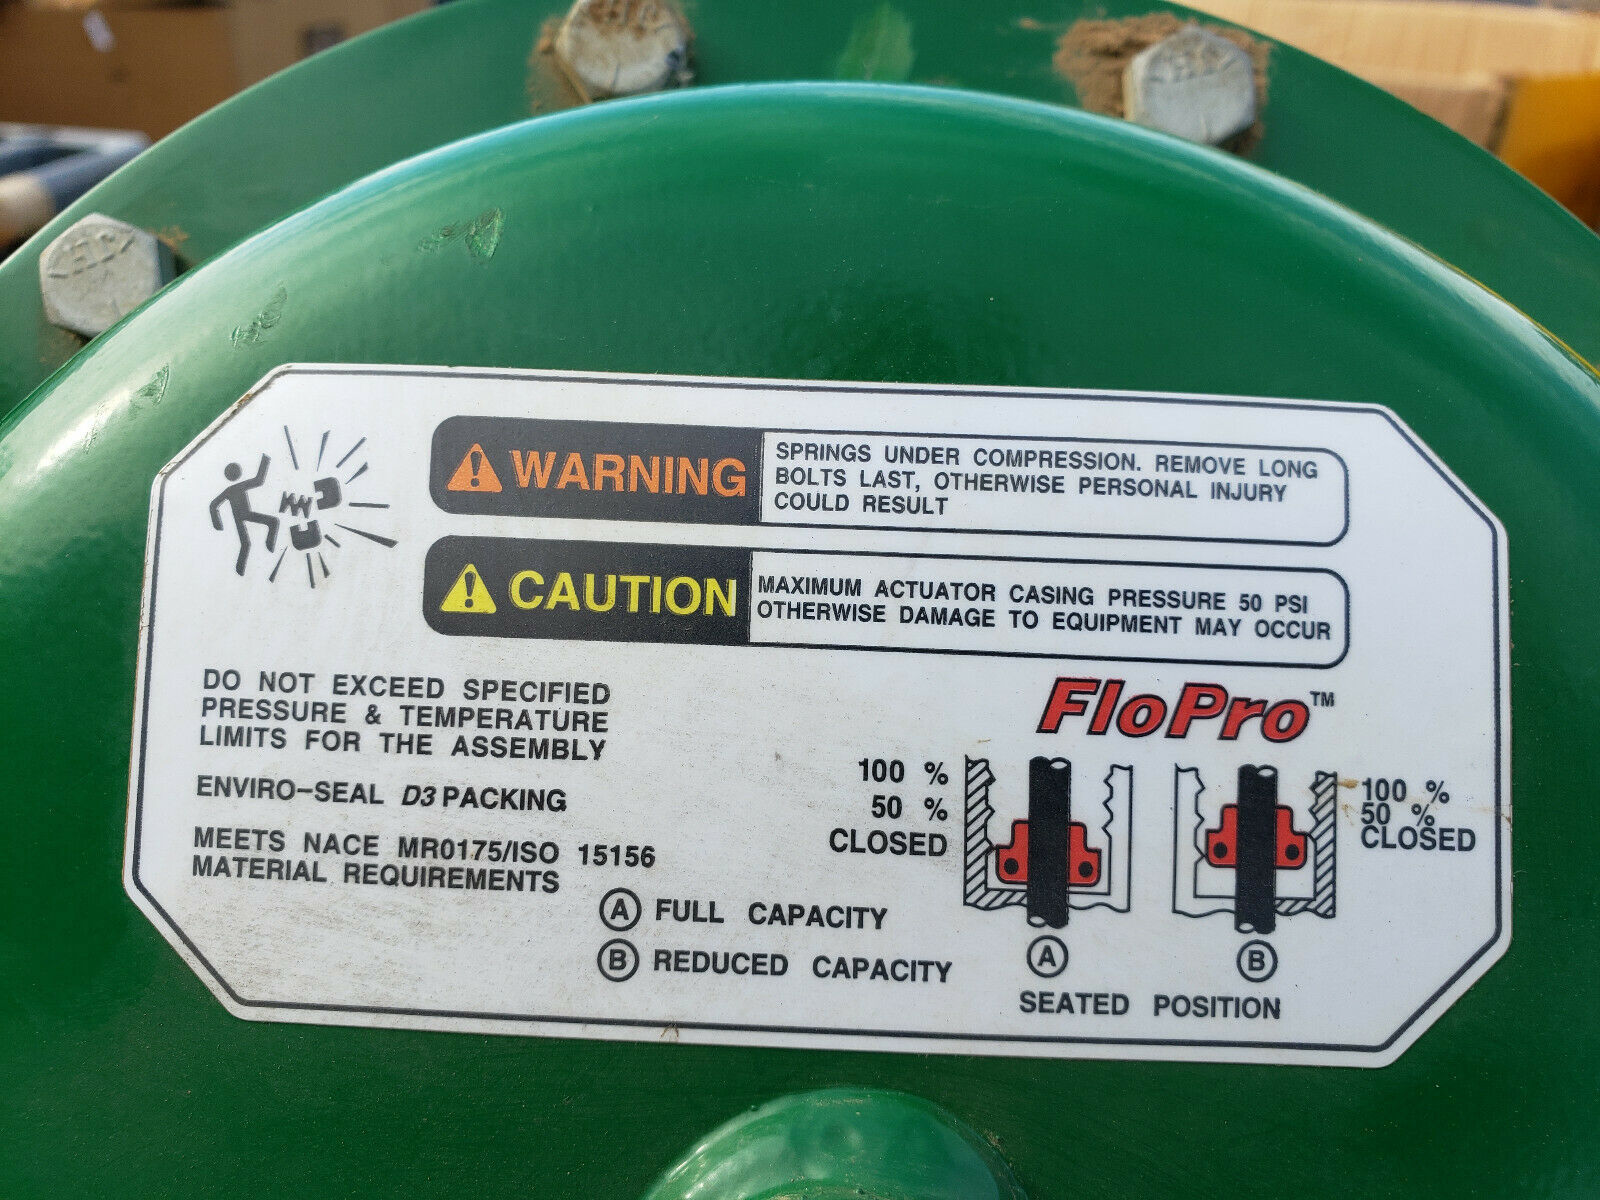 WARNING
SPRINGS UNDER COMPRESSION. REMOVE LONG
BOLTS LAST, OTHERWISE PERSONAL INJURY
COULD RESULT
CAUTION
MAXIMUM ACTUATOR CASING PRESSURE 50 PSI
OTHERWISE DAMAGE TO EQUIPMENT MAY OCCUR
DO NOT EXCEED SPECIFIED
PRESSURE & TEMPERATURE
LIMITS FOR THE ASSEMBLY
ENVIRO-SEAL D3 PACKING
MEETS NACE MR0175/ISO 15156
MATERIAL REQUIREMENTS
A FULL CAPACITY
B REDUCED CAPACITY
FloPro™
100 %
50 %
CLOSED
100 %
50 %
CLOSED
A
B
SEATED POSITION